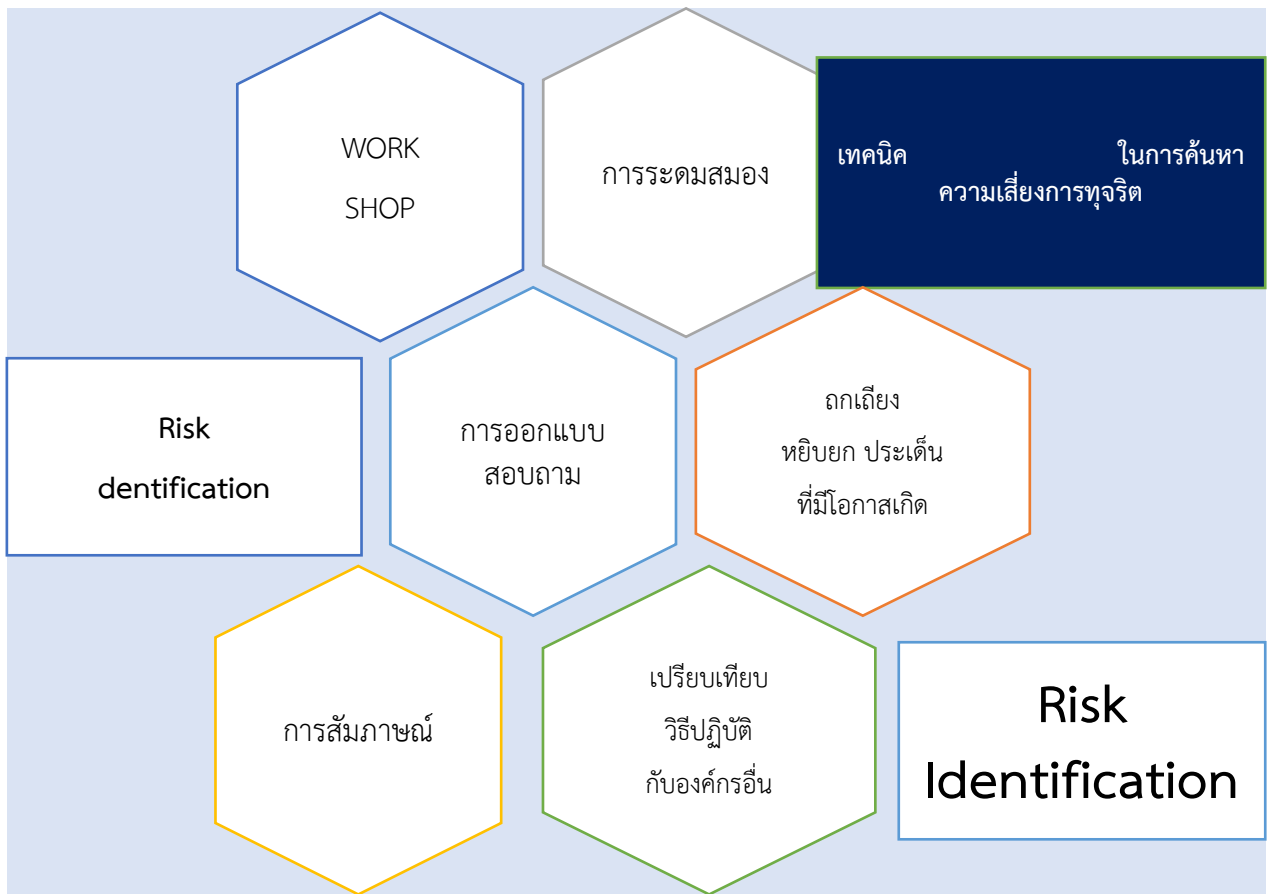 WORK
SHOP
การระดมสมอง
เทคนิค ในการค้นหา
ความเสี่ยงการทุจริต
Risk
dentification
การออกแบบ
สอบถาม
ถกเถียง
หยิบยก ประเด็น
ที่มีโอกาสเกิด
การสัมภาษณ์
เปรียบเทียบ
วิธีปฏิบัติ
กับองค์กรอื่น
Risk
Identification